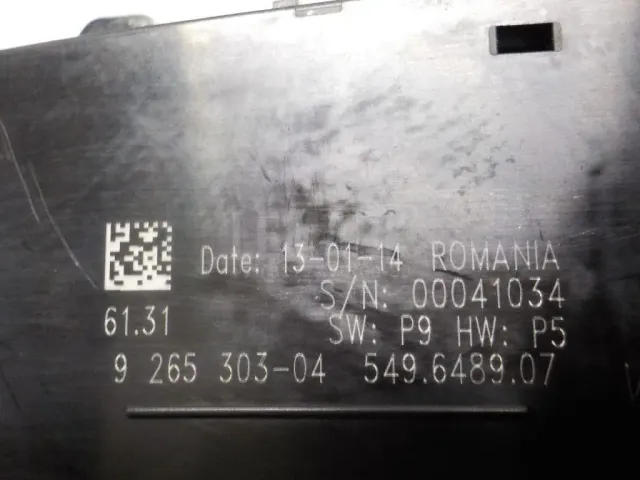 Date: 13-01-14 ROMANIA
S/N: 00041034
61.31 SW: P9 HW: P5
9 265 303-04 549.6489.07